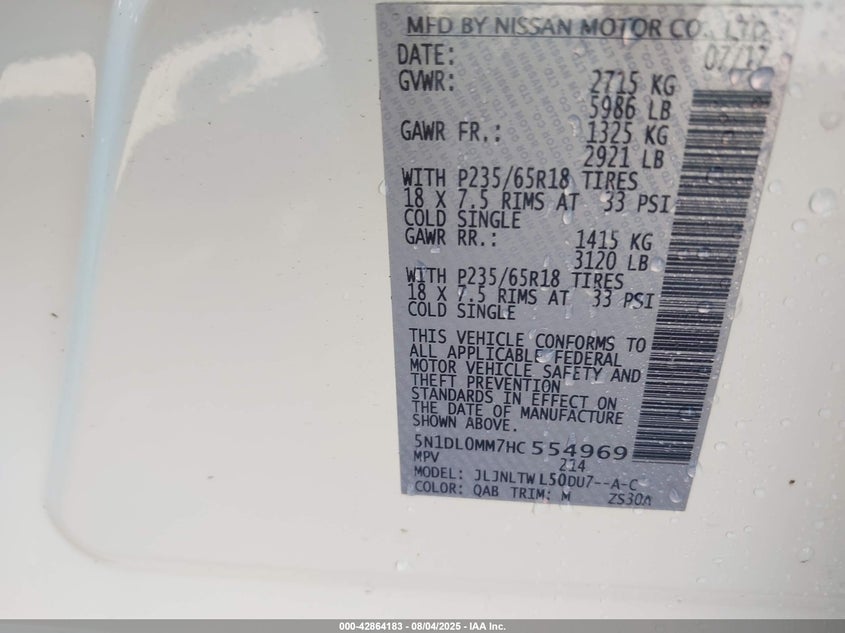 MFD BY NISSAN MOTOR CO., LTD.
DATE: 07/17
GVWR: 2715 KG
5986 LB
GAWR FR.: 1325 KG
2921 LB
WITH P235/65R18 TIRES
18 X 7.5 RIMS AT 33 PSI
COLD SINGLE
GAWR RR.: 1415 KG
3120 LB
WITH P235/65R18 TIRES
18 X 7.5 RIMS AT 33 PSI
COLD SINGLE
THIS VEHICLE CONFORMS TO
ALL APPLICABLE FEDERAL
MOTOR VEHICLE SAFETY AND
THEFT PREVENTION
STANDARDS IN EFFECT ON
THE DATE OF MANUFACTURE
SHOWN ABOVE.
5N1DL0MM7HC554969
MPV 214
MODEL: JLJNLTWL50DU7--A-C
COLOR: QAB TRIM: M ZS30A
000-42864183 - 08/04/2025 - IAA Inc.